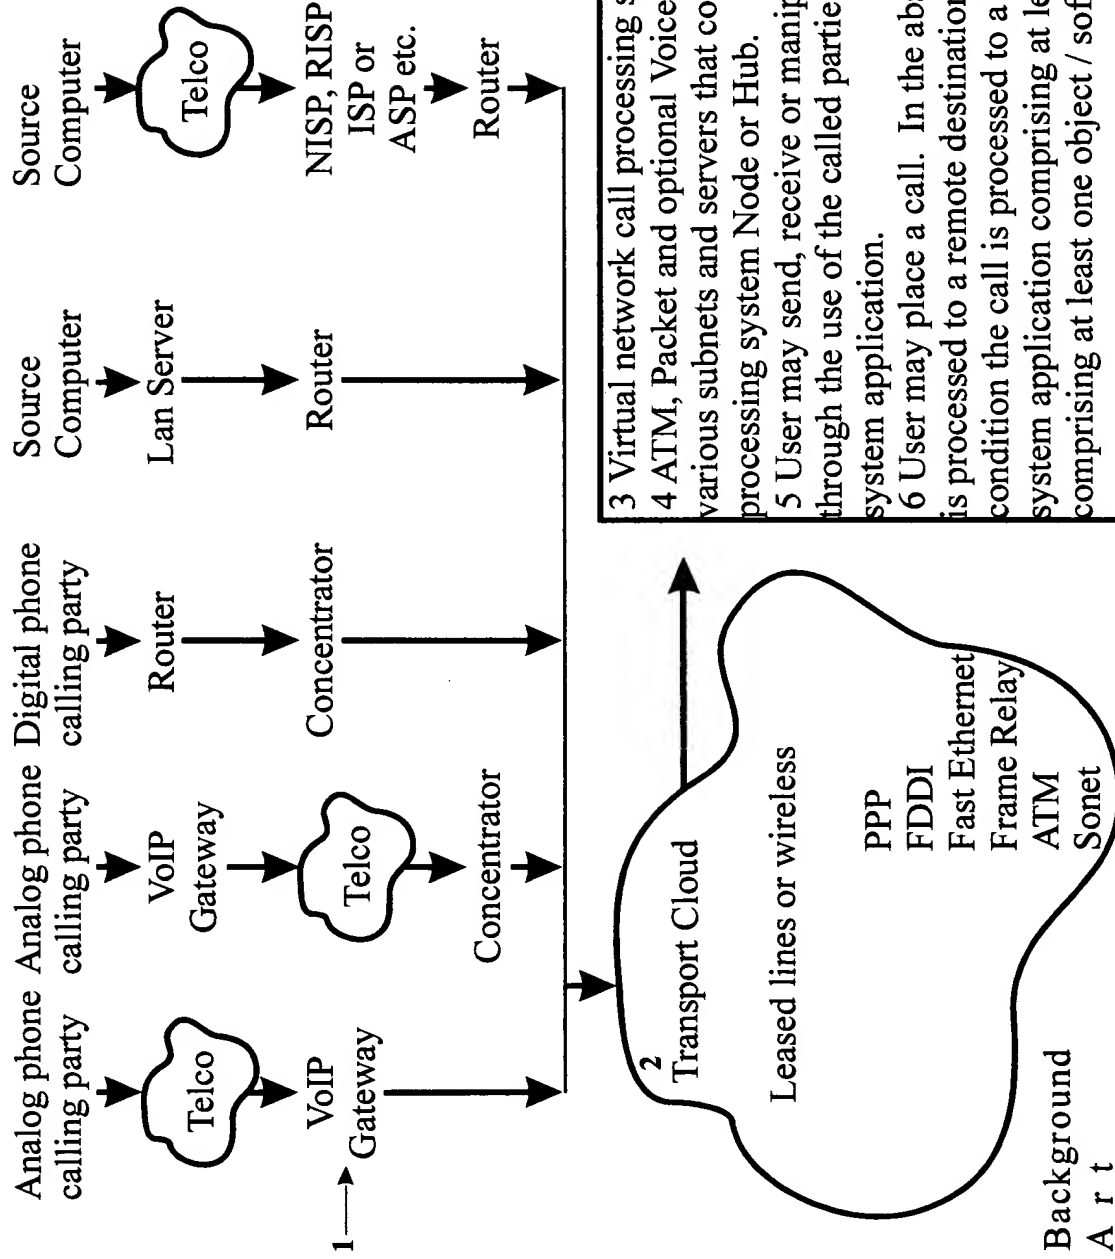 Analog phone
calling party
Telco
VoIP
Gateway
1
Analog phone
calling party
VoIP
Gateway
Telco
Concentrator
Digital phone
calling party
Router
Concentrator
Source
Computer
Lan Server
Router
Source
Computer
Telco
NISP, RISP
ISP or
ASP etc.
Router
2
Transport Cloud
Leased lines or wireless
PPP
FDDI
Fast Ethernet
Frame Relay
ATM
Sonet
3 Virtual network call processing s
4 ATM, Packet and optional Voice
various subnets and servers that co
processing system Node or Hub.
5 User may send, receive or manip
through the use of the called partie
system application.
6 User may place a call. In the abs
is processed to a remote destination
condition the call is processed to a
system application comprising at le
comprising at least one object / sof
Background
A r t